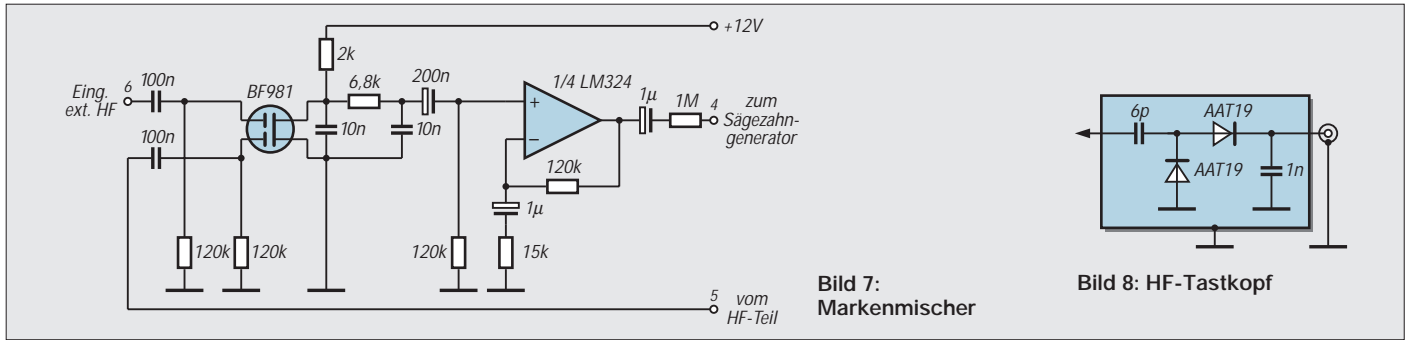 +12V
2k
Eing.
ext. HF
6
100n
BF981
6,8k
200n
1/4 LM324
1µ
1M
4
zum
Sägezahn-
generator
100n
10n
10n
+
–
120k
1µ
120k
120k
120k
15k
5
vom
HF-Teil
Bild 7:
Markenmischer
6p
AAT19
AAT19
1n
Bild 8: HF-Tastkopf